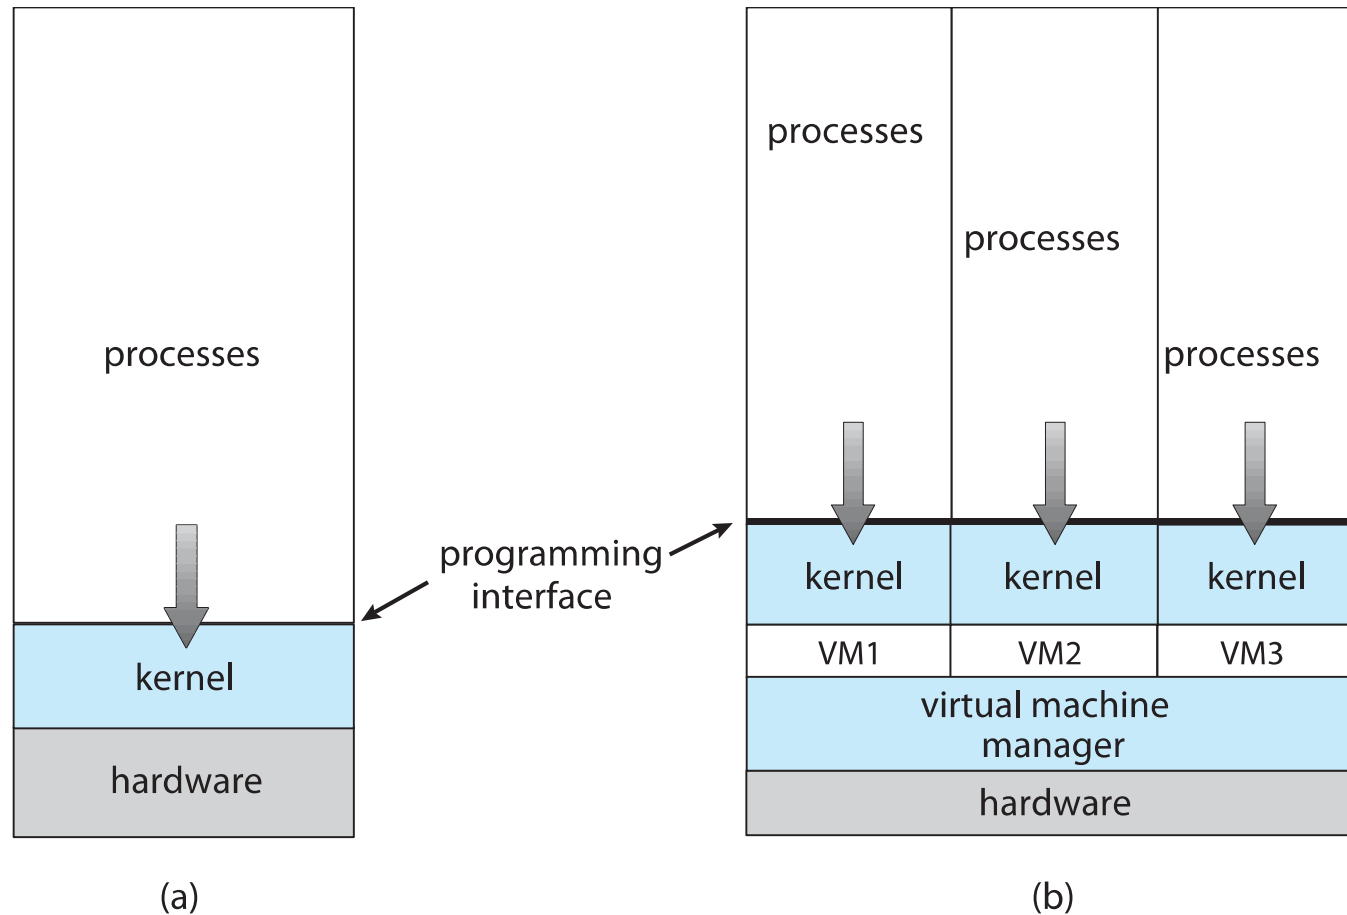 processes
kernel
hardware
(a)
programming
interface
processes
processes
processes
kernel
kernel
kernel
VM1
VM2
VM3
virtual machine
manager
hardware
(b)